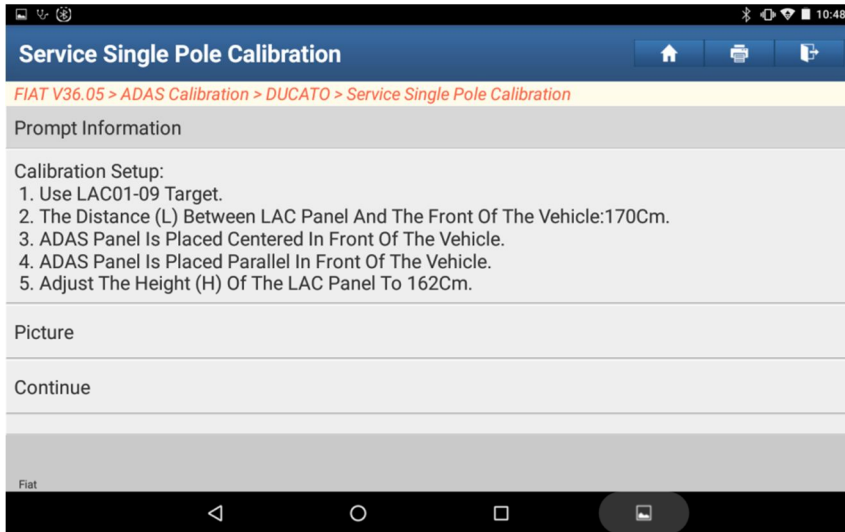 10:48
Service Single Pole Calibration
FIAT V36.05 > ADAS Calibration > DUCATO > Service Single Pole Calibration
Prompt Information
Calibration Setup:
1. Use LAC01-09 Target.
2. The Distance (L) Between LAC Panel And The Front Of The Vehicle:170Cm.
3. ADAS Panel Is Placed Centered In Front Of The Vehicle.
4. ADAS Panel Is Placed Parallel In Front Of The Vehicle.
5. Adjust The Height (H) Of The LAC Panel To 162Cm.
Picture
Continue
Fiat